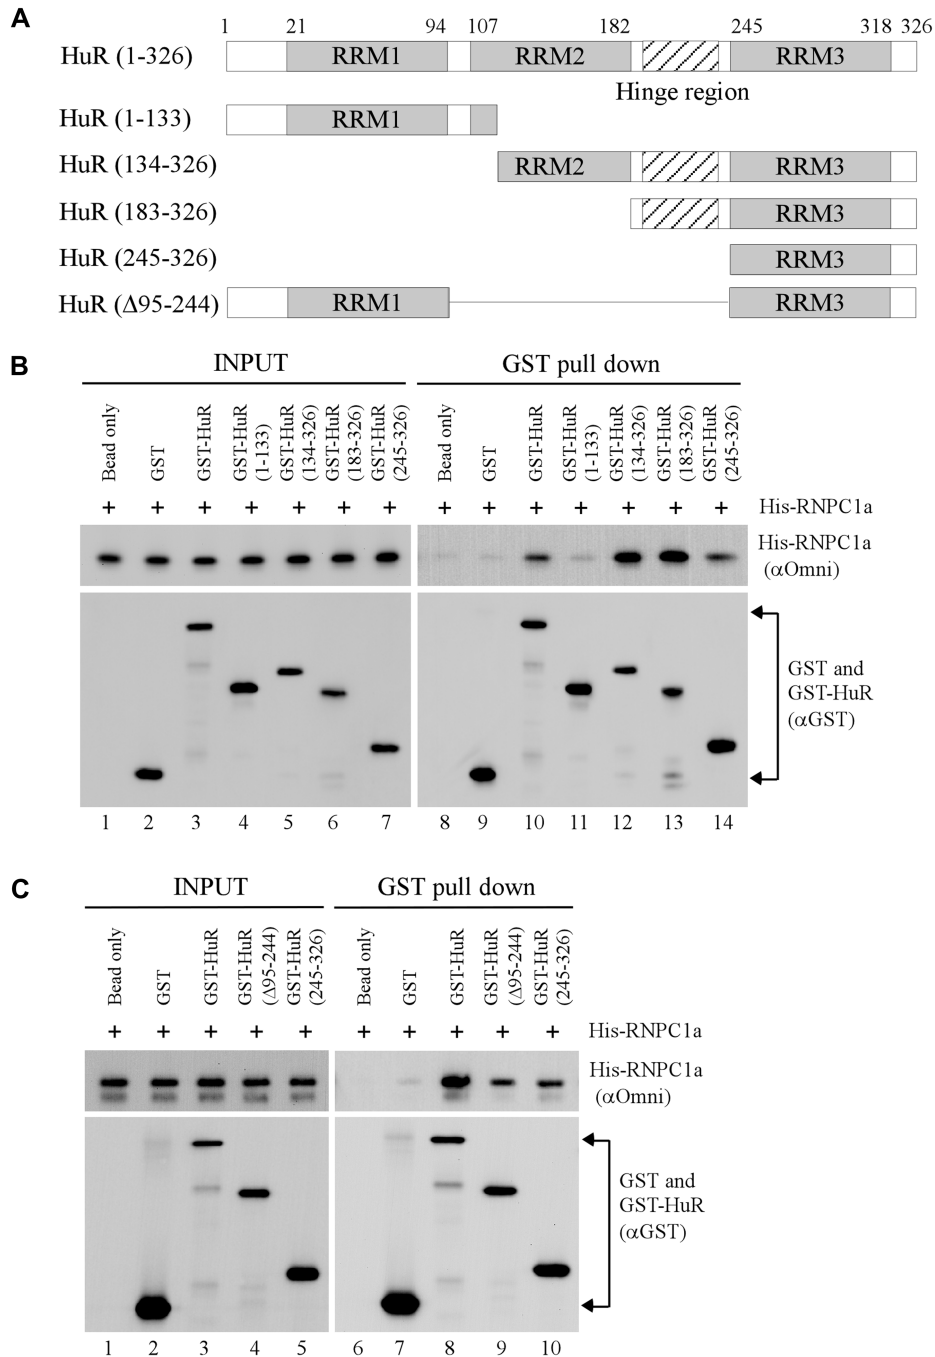 A
1 21 94 107 182 245 318 326
HuR (1-326) RRM1 RRM2 RRM3
Hinge region
HuR (1-133) RRM1
HuR (134-326) RRM2 RRM3
HuR (183-326) RRM3
HuR (245-326) RRM3
HuR (Δ95-244) RRM1 RRM3
B
INPUT GST pull down
Bead only
GST
GST-HuR
GST-HuR
(1-133)
GST-HuR
(134-326)
GST-HuR
(183-326)
GST-HuR
(245-326)
Bead only
GST
GST-HuR
GST-HuR
(1-133)
GST-HuR
(134-326)
GST-HuR
(183-326)
GST-HuR
(245-326)
+ + + + + + + + + + + + + + His-RNPC1a
His-RNPC1a
(αOmni)
GST and
GST-HuR
(αGST)
1 2 3 4 5 6 7 8 9 10 11 12 13 14
C
INPUT GST pull down
Bead only
GST
GST-HuR
GST-HuR
(Δ95-244)
GST-HuR
(245-326)
Bead only
GST
GST-HuR
GST-HuR
(Δ95-244)
GST-HuR
(245-326)
+ + + + + + + + + + His-RNPC1a
His-RNPC1a
(αOmni)
GST and
GST-HuR
(αGST)
1 2 3 4 5 6 7 8 9 10